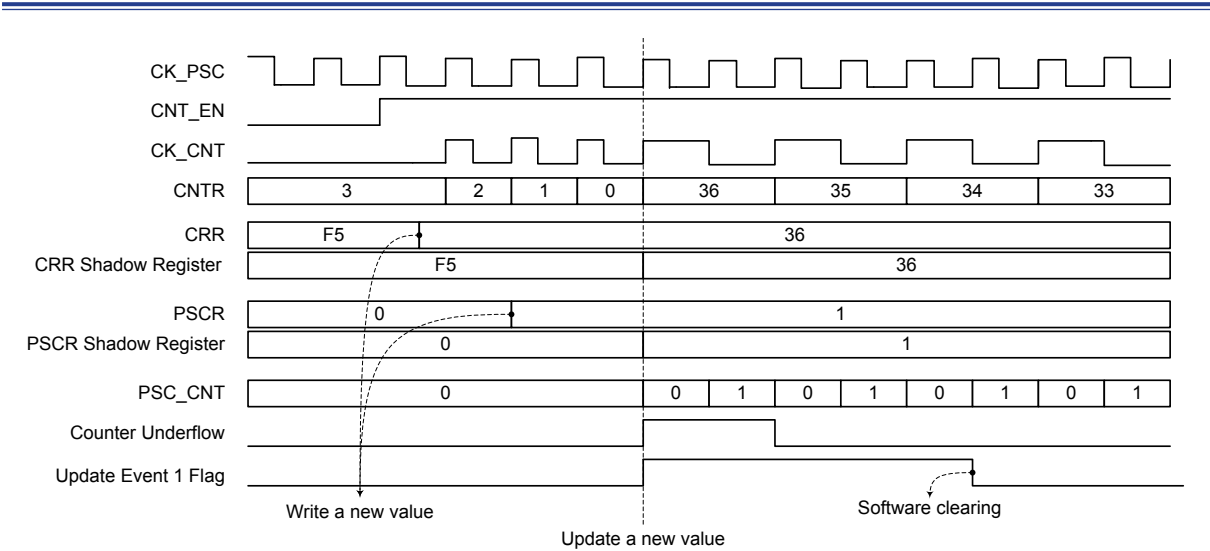 CK_PSC
CNT_EN
CK_CNT
CNTR 3 2 1 0 36 35 34 33
CRR F5 36
CRR Shadow Register F5 36
PSCR 0 1
PSCR Shadow Register 0 1
PSC_CNT 0 0 1 0 1 0 1 0 1
Counter Underflow
Update Event 1 Flag
Write a new value Software clearing
Update a new value